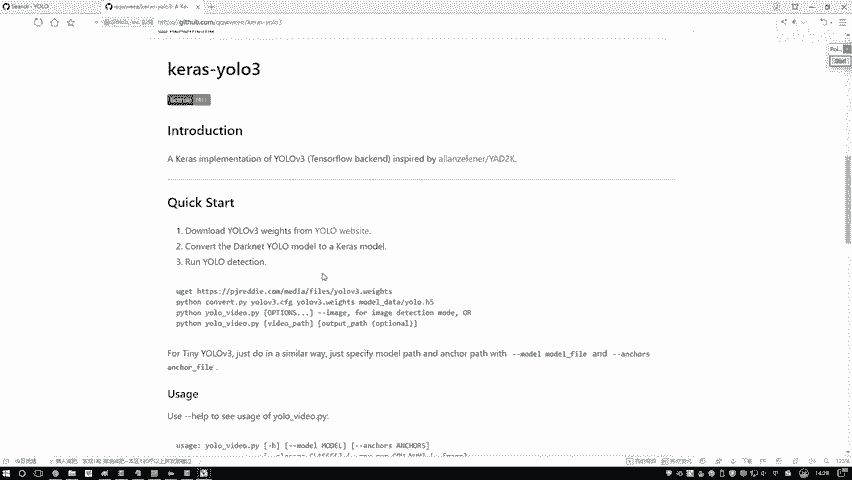 Search · YOLO
https://github.com/qqwweee/keras-yolo3
keras-yolo3
license MIT
Introduction
A Keras implementation of YOLOv3 (Tensorflow backend) inspired by allanzelener/YAD2K.
Quick Start
1. Download YOLOv3 weights from YOLO website.
2. Convert the Darknet YOLO model to a Keras model.
3. Run YOLO detection.
wget https://pjreddie.com/media/files/yolov3.weights
python convert.py yolov3.cfg yolov3.weights model_data/yolo.h5
python yolo_video.py [OPTIONS...] --image, for image detection mode, OR
python yolo_video.py [video_path] [output_path (optional)]
For Tiny YOLOv3, just do in a similar way, just specify model path and anchor path with --model model_file and --anchors
anchor_file .
Usage
Use --help to see usage of yolo_video.py:
usage: yolo_video.py [-h] [--model MODEL] [--anchors ANCHORS]
14:28